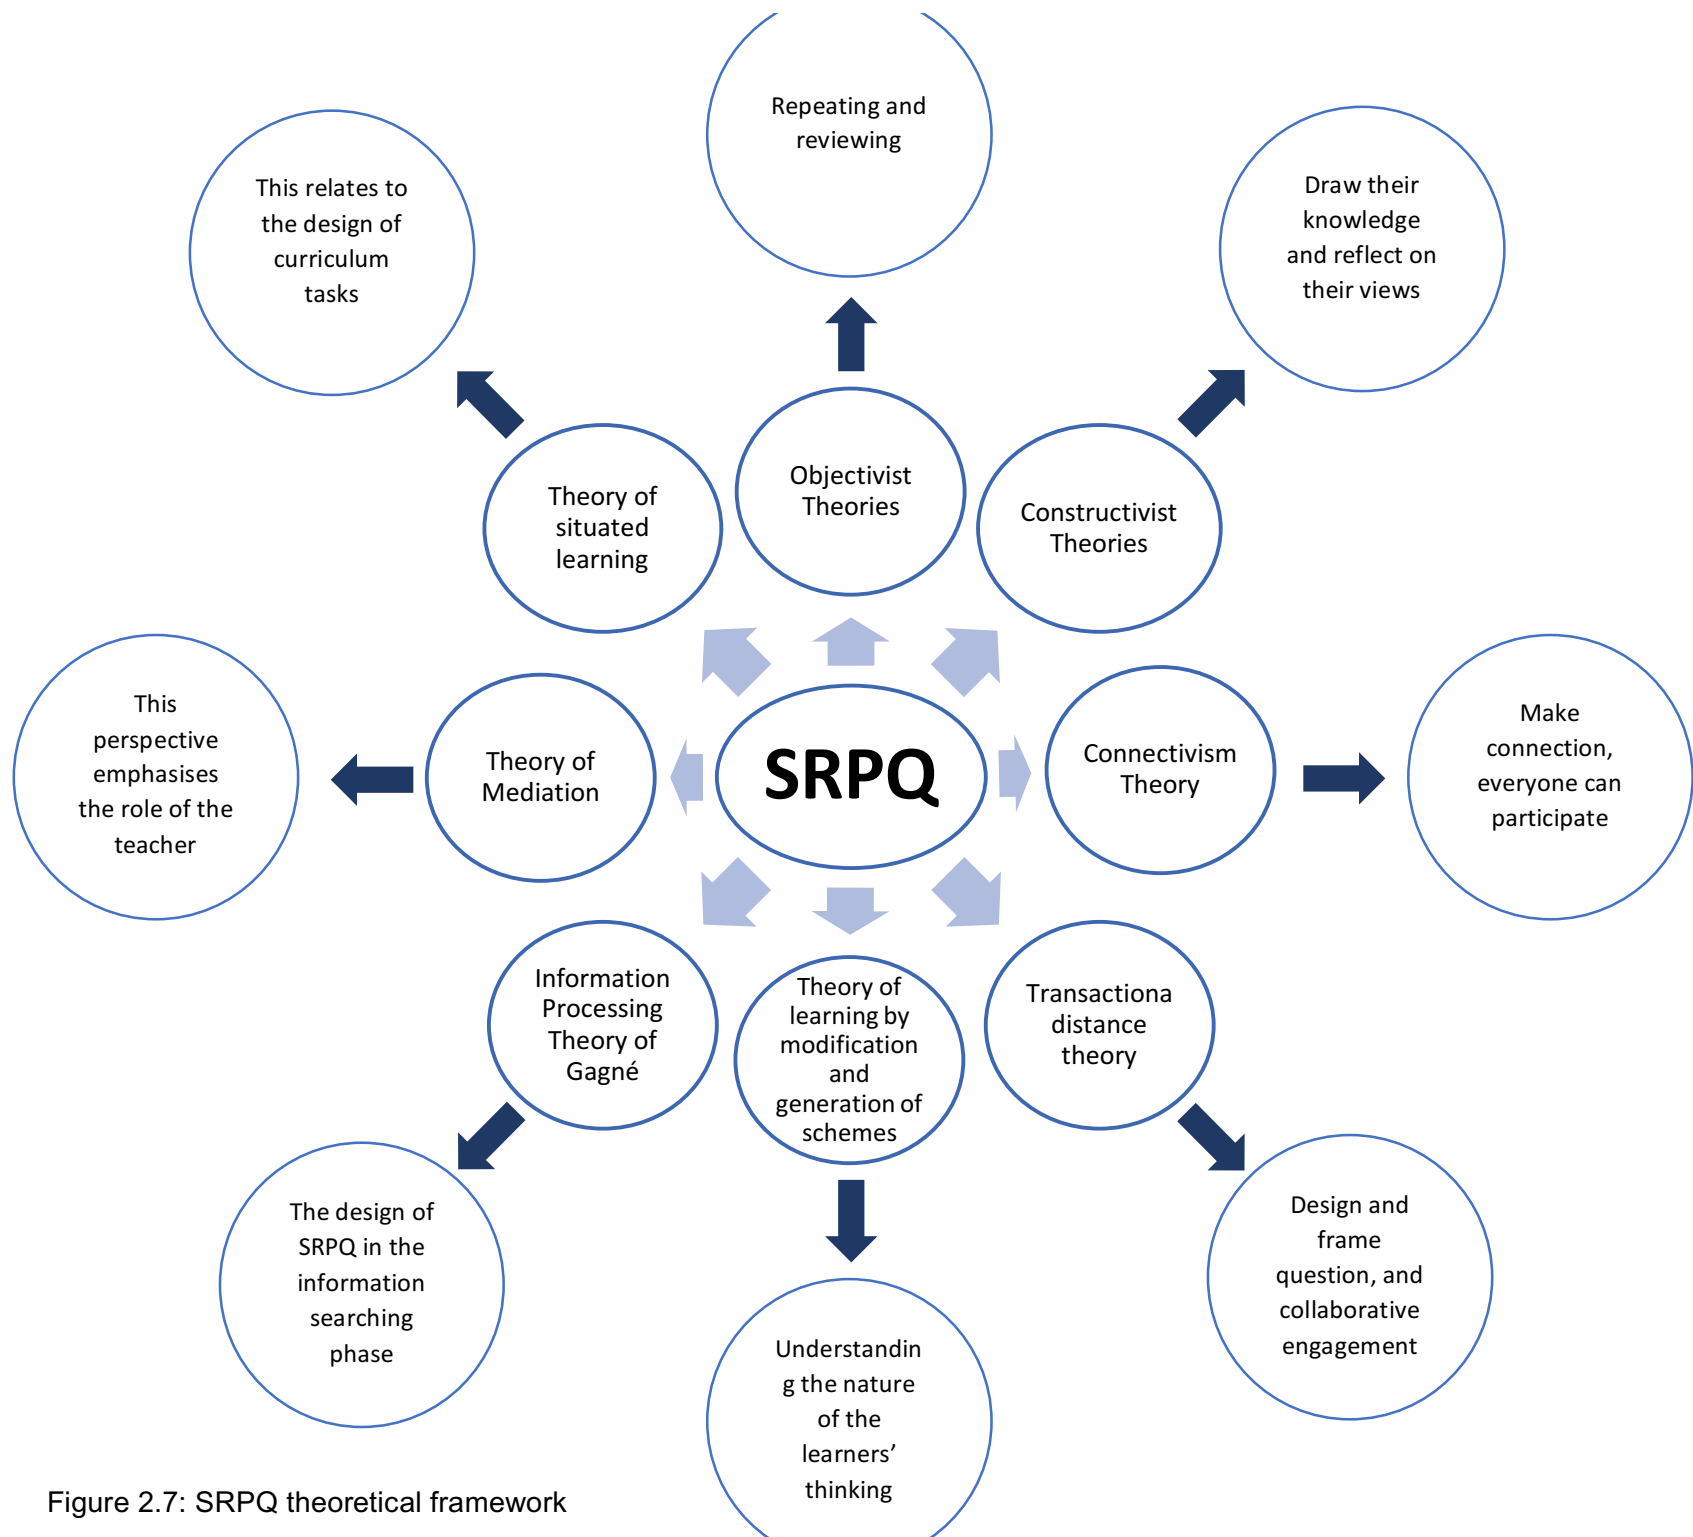 Repeating and
reviewing
This relates to
the design of
curriculum
tasks
Draw their
knowledge
and reflect on
their views
Objectivist
Theories
Theory of
situated
learning
Constructivist
Theories
This
perspective
emphasises
the role of the
teacher
Theory of
Mediation
SRPQ
Connectivism
Theory
Make
connection,
everyone can
participate
Information
Processing
Theory of
Gagné
Theory of
learning by
modification
and
generation of
schemes
Transactiona
distance
theory
The design of
SRPQ in the
information
searching
phase
Understandin
g the nature
of the
learners’
thinking
Design and
frame
question, and
collaborative
engagement
Figure 2.7: SRPQ theoretical framework